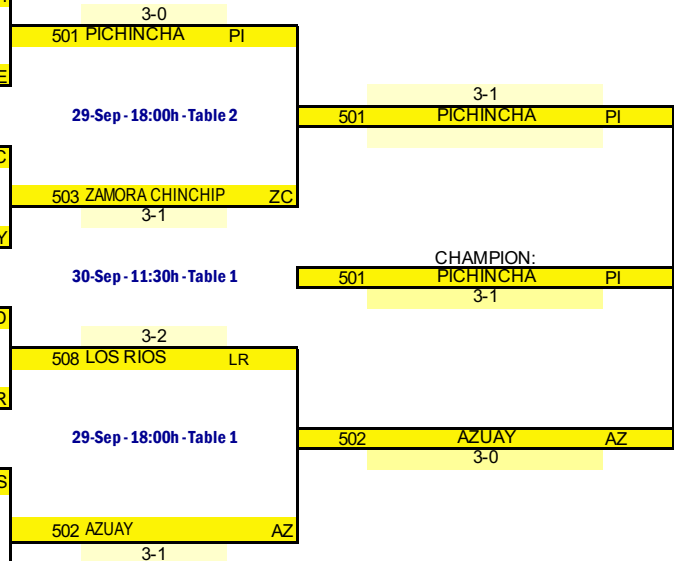 3-0
501 PICHINCHA PI
E
29-Sep - 18:00h - Table 2
3-1
501 PICHINCHA PI
C
503 ZAMORA CHINCHIP ZC
3-1
Y
30-Sep - 11:30h - Table 1
CHAMPION:
501 PICHINCHA PI
3-1
3-2
508 LOS RIOS LR
R
29-Sep - 18:00h - Table 1
502 AZUAY AZ
3-0
S
502 AZUAY AZ
3-1